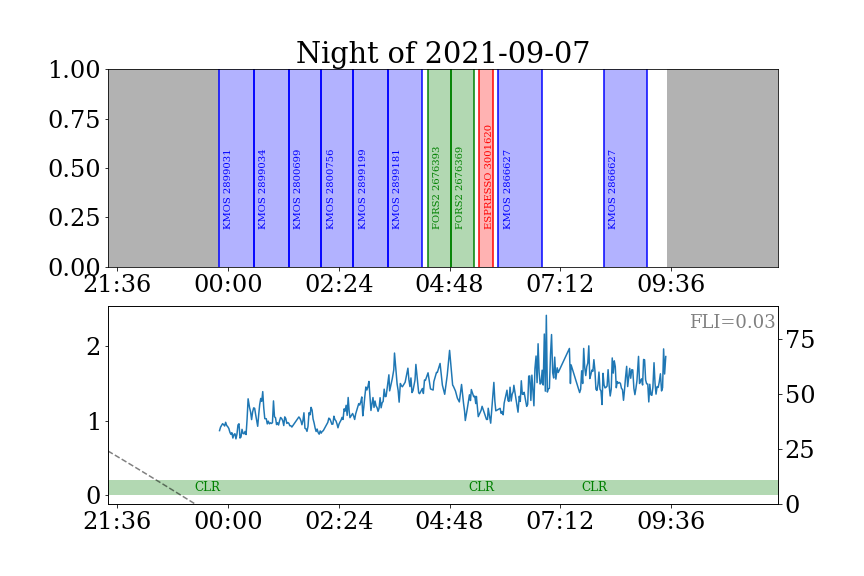 Night of 2021-09-07
1.00
0.75
0.50
0.25
0.00
KMOS 2899031
KMOS 2899034
KMOS 2800699
KMOS 2800756
KMOS 2899199
KMOS 2899181
FORS2 2676393
FORS2 2676369
ESPRESSO 3001620
KMOS 2866627
KMOS 2866627
21:36 00:00 02:24 04:48 07:12 09:36
FLI=0.03
2
1
0
75
50
25
0
CLR CLR CLR
21:36 00:00 02:24 04:48 07:12 09:36